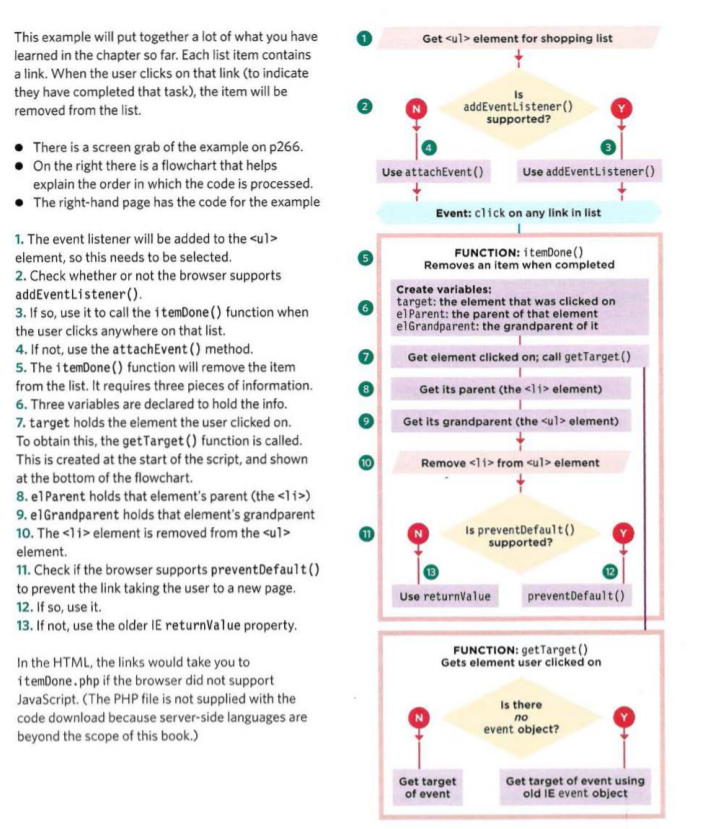 This example will put together a lot of what you have
learned in the chapter so far. Each list item contains
a link. When the user clicks on that link (to indicate
they have completed that task), the item will be
removed from the list.
● There is a screen grab of the example on p266.
● On the right there is a flowchart that helps
explain the order in which the code is processed.
● The right-hand page has the code for the example
1. The event listener will be added to the <ul>
element, so this needs to be selected.
2. Check whether or not the browser supports
addEventListener().
3. If so, use it to call the itemDone() function when
the user clicks anywhere on that list.
4. If not, use the attachEvent() method.
5. The itemDone() function will remove the item
from the list. It requires three pieces of information.
6. Three variables are declared to hold the info.
7. target holds the element the user clicked on.
To obtain this, the getTarget() function is called.
This is created at the start of the script, and shown
at the bottom of the flowchart.
8. elParent holds that element's parent (the <li>)
9. elGrandparent holds that element's grandparent
10. The <li> element is removed from the <ul>
element.
11. Check if the browser supports preventDefault()
to prevent the link taking the user to a new page.
12. If so, use it.
13. If not, use the older IE returnValue property.
In the HTML, the links would take you to
itemDone.php if the browser did not support
JavaScript. (The PHP file is not supplied with the
code download because server-side languages are
beyond the scope of this book.)
1 Get <ul> element for shopping list
2
N
Is
addEventListener()
supported?
Y
4
3
Use attachEvent()
Use addEventListener()
Event: click on any link in list
5
FUNCTION: itemDone()
Removes an item when completed
6
Create variables:
target: the element that was clicked on
elParent: the parent of that element
elGrandparent: the grandparent of it
7 Get element clicked on; call getTarget()
8 Get its parent (the <li> element)
9 Get its grandparent (the <ul> element)
10 Remove <li> from <ul> element
11
N
Is preventDefault()
supported?
Y
13
12
Use returnValue
preventDefault()
FUNCTION: getTarget()
Gets element user clicked on
N
Is there
no
event object?
Y
Get target
of event
Get target of event using
old IE event object